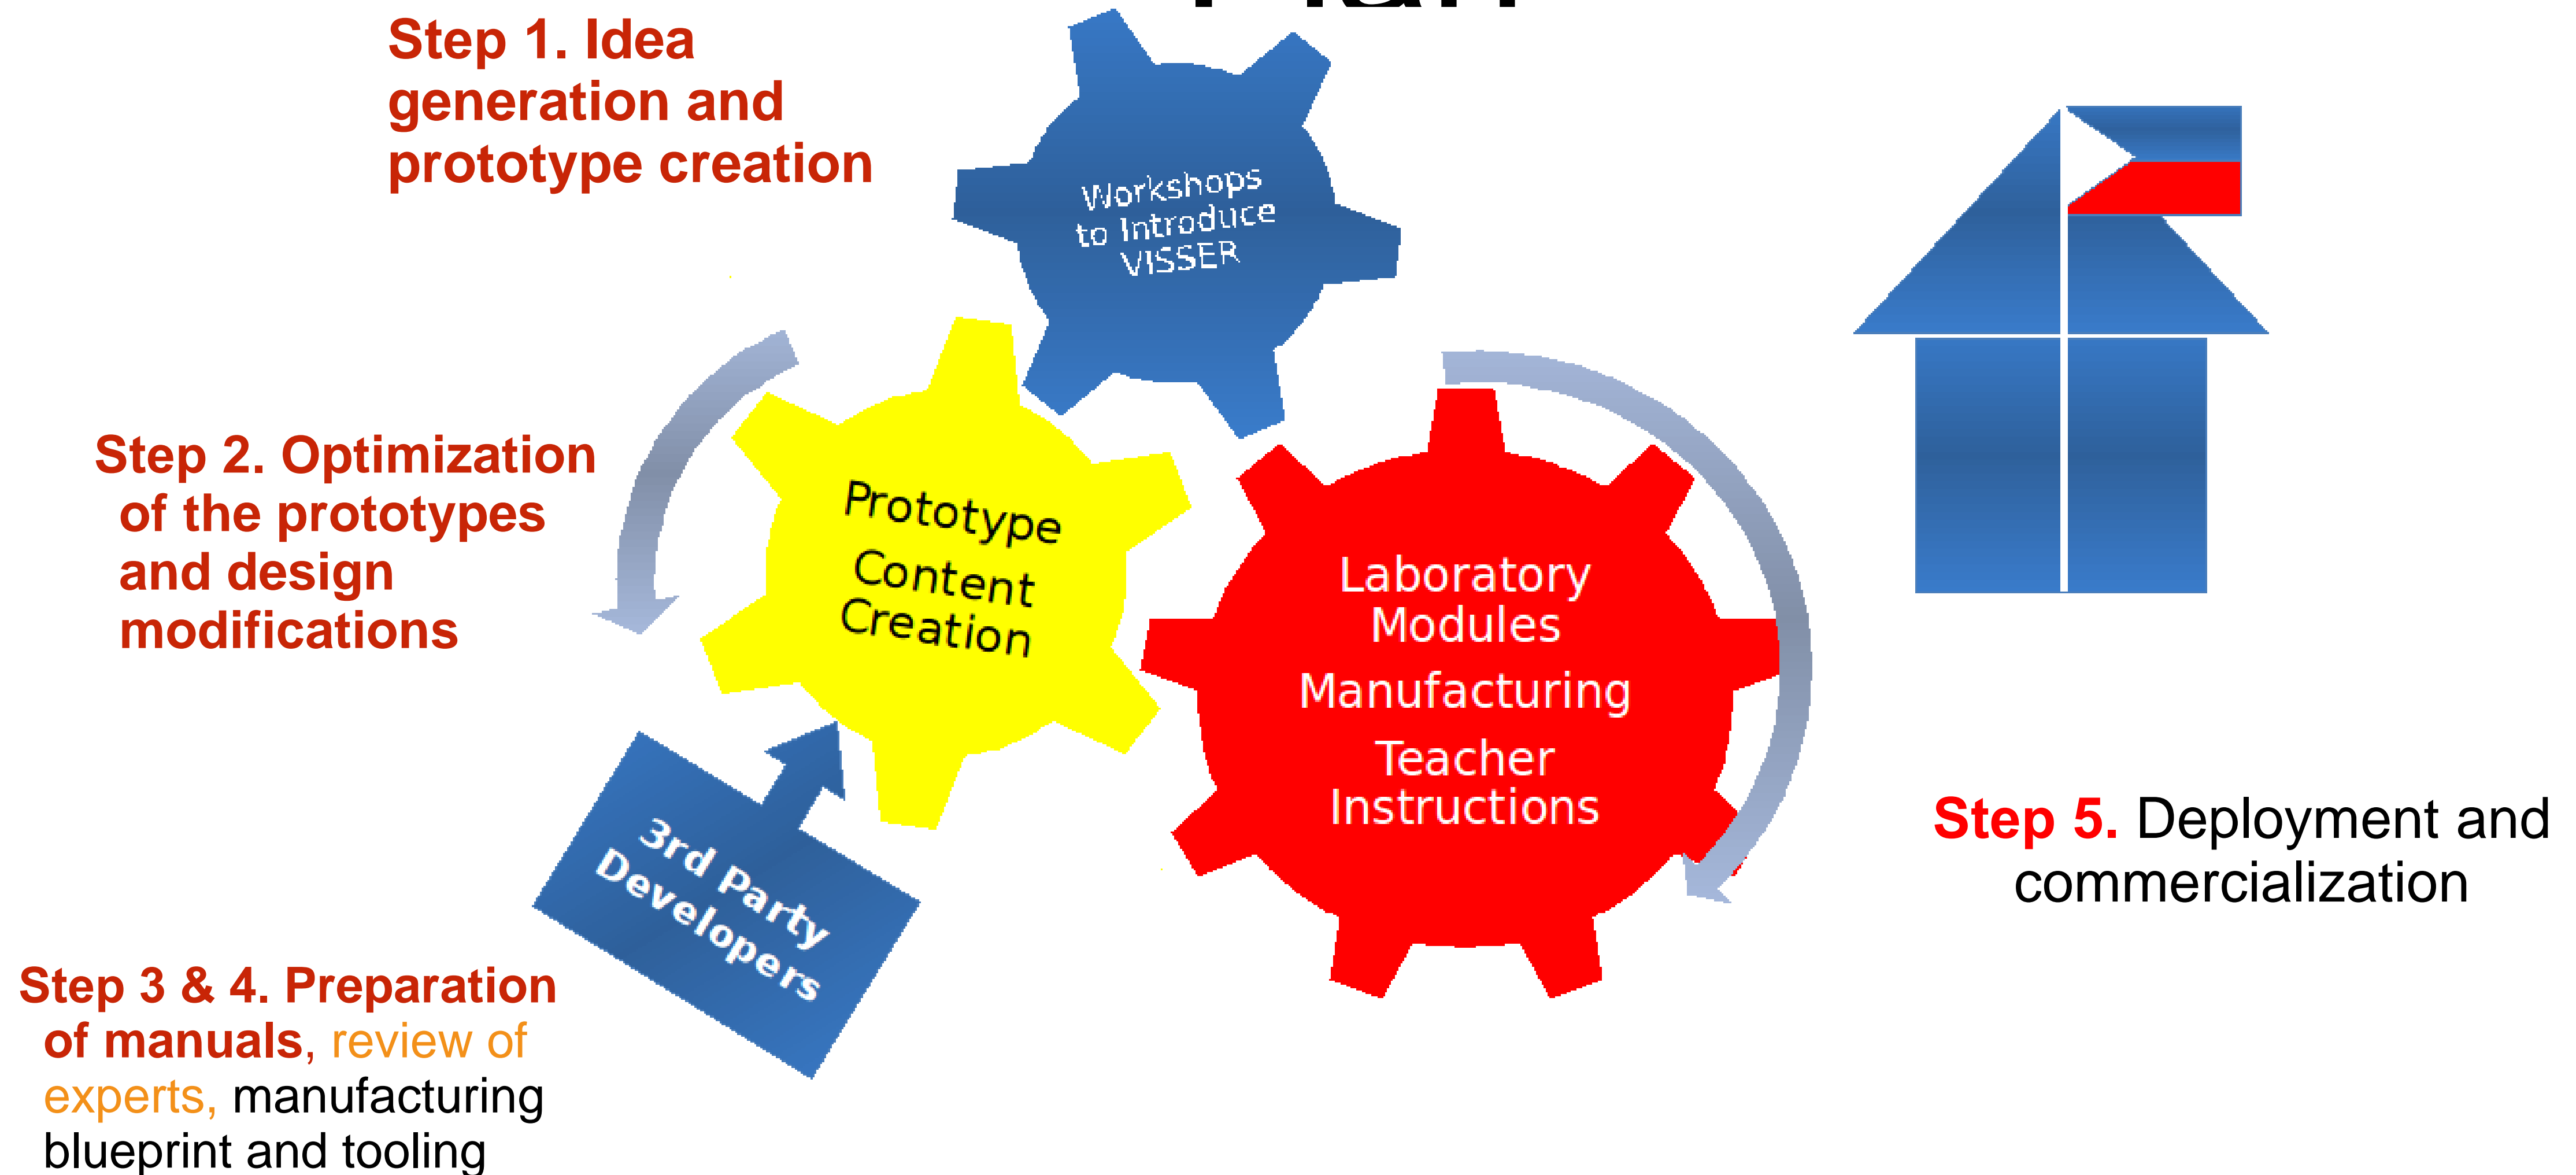 Step 1. Idea
generation and
prototype creation
Workshops
to Introduce
VISSER
Step 2. Optimization
of the prototypes
and design
modifications
Prototype
Content
Creation
Laboratory
Modules
Manufacturing
Teacher
Instructions
3rd Party
Developers
Step 3 & 4. Preparation
of manuals, review of
experts, manufacturing
blueprint and tooling
Step 5. Deployment and
commercialization